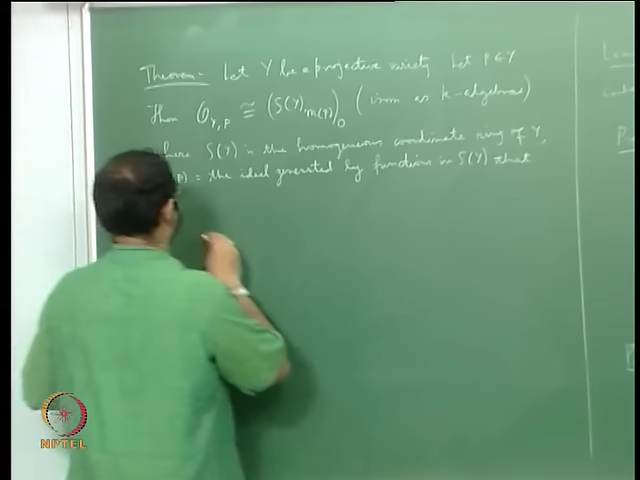 Theorem:- Let Y be a projective variety Let P ∈ Y
Then O_{Y,P} ≅ (S(Y)_{m(P)})_0 (isom as k-algebras)
where S(Y) is the homogeneous coordinate ring of Y,
P) = the ideal generated by functions in S(Y) that
NPTEL